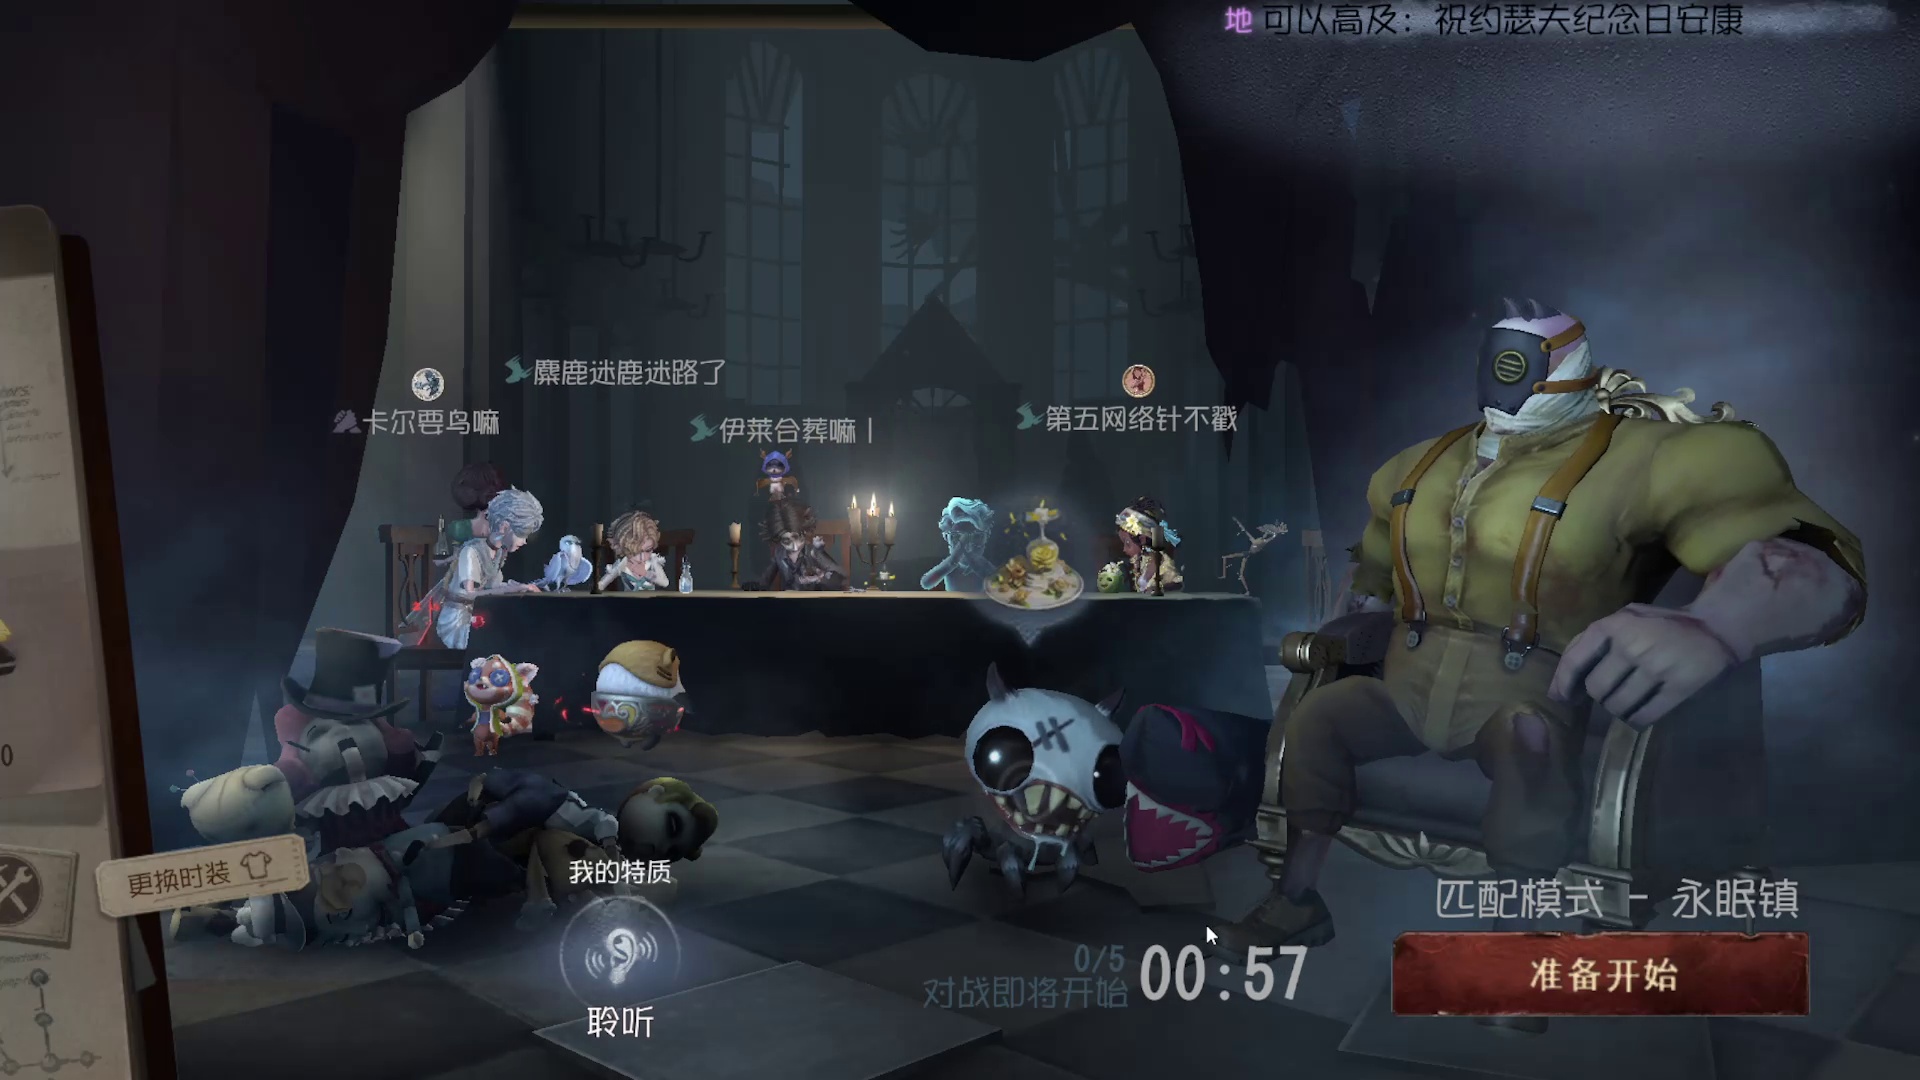 地 可以高及：祝约瑟夫纪念日安康
麋鹿迷鹿迷路了
卡尔要鸟嘛
伊莱合葬嘛丨
第五网络针不戳
0
更换时装
我的特质
聆听
0/5
对战即将开始
00:57
匹配模式 - 永眠镇
准备开始